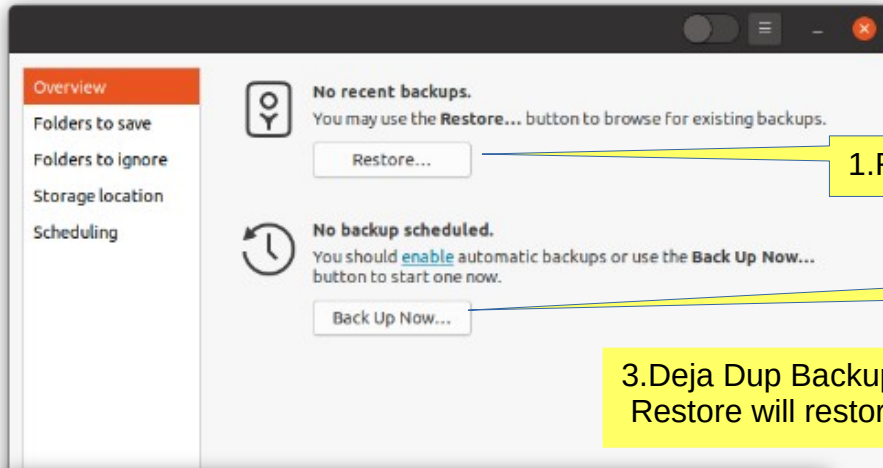 Overview
Folders to save
Folders to ignore
Storage location
Scheduling
No recent backups.
You may use the Restore... button to browse for existing backups.
Restore...
1.
No backup scheduled.
You should enable automatic backups or use the Back Up Now...
button to start one now.
Back Up Now...
3.Deja Dup Backup
Restore will restor